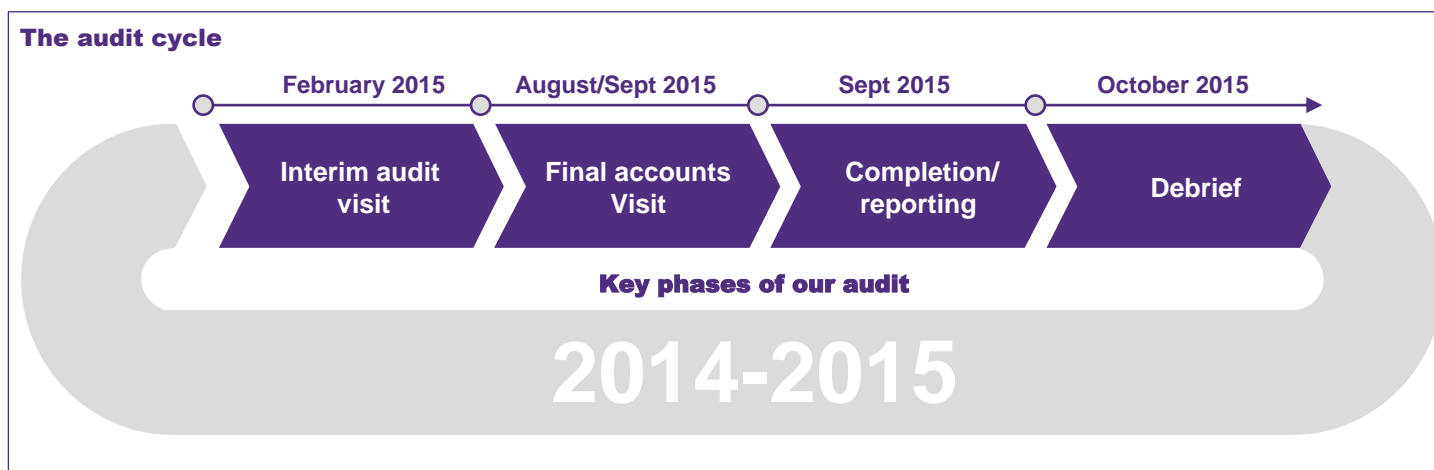 The audit cycle
February 2015
August/Sept 2015
Sept 2015
October 2015
Interim audit
visit
Final accounts
Visit
Completion/
reporting
Debrief
Key phases of our audit
2014-2015